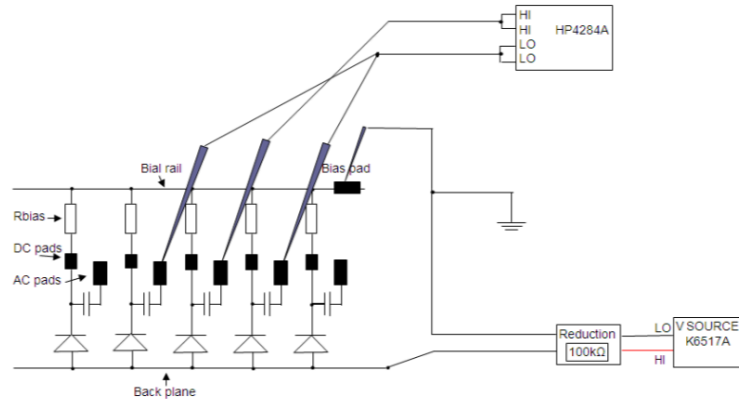 HI
HI
HP4284A
LO
LO
Bial rail
Bias pad
Rbias
DC pads
AC pads
Reduction
100kΩ
LO
HI
V SOURCE
K6517A
Back plane